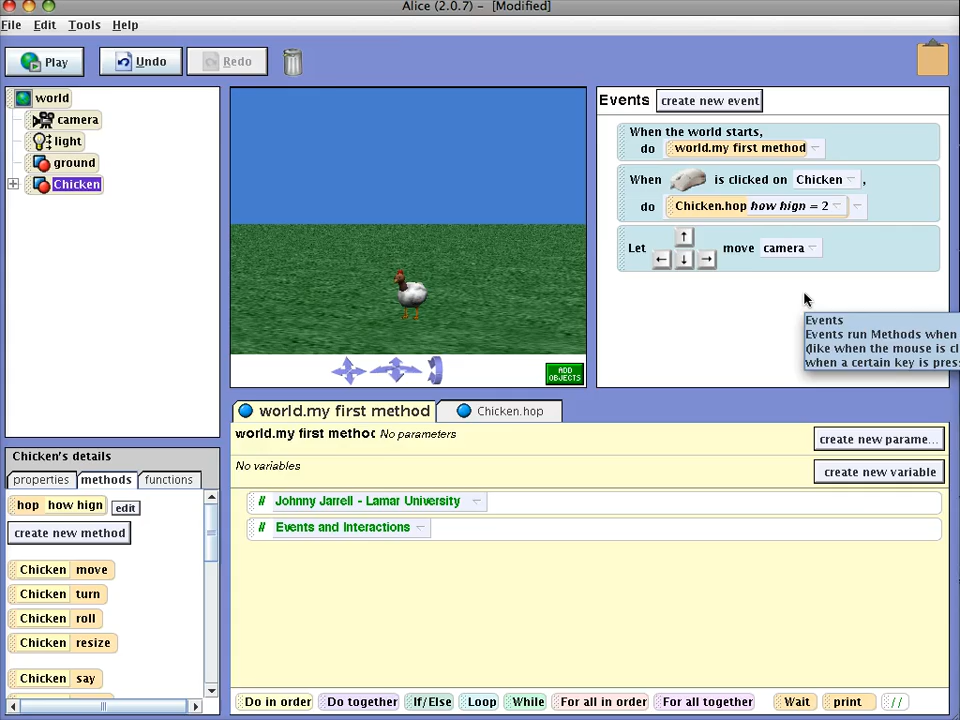 Alice (2.0.7) - [Modified]
File Edit Tools Help
Play Undo Redo
world
camera
light
ground
Chicken
ADD
OBJECTS
Events create new event
When the world starts,
do world.my first method
When is clicked on Chicken ,
do Chicken.hop how hign = 2
Let move camera
Events
Events run Methods when
(like when the mouse is cl
when a certain key is pres
Chicken's details
properties methods functions
hop how hign edit
create new method
Chicken move
Chicken turn
Chicken roll
Chicken resize
Chicken say
world.my first method Chicken.hop
world.my first methoc No parameters
create new parame...
No variables
create new variable
// Johnny Jarrell - Lamar University
// Events and Interactions
Do in order Do together If/Else Loop While For all in order For all together Wait print //